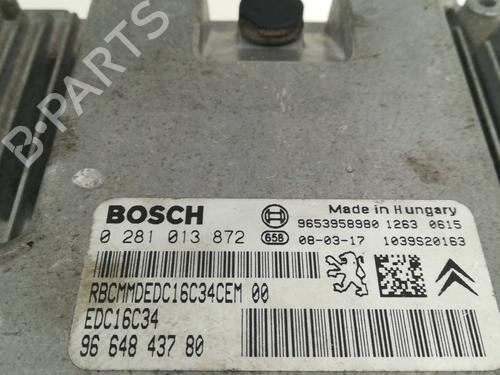 B-PARTS
BOSCH
Made in Hungary
9653958980 1263 0615
0 281 013 872
658 08-03-17 1039S20163
RBCMMDEDC16C34CEM 00
EDC16C34
96 648 437 80